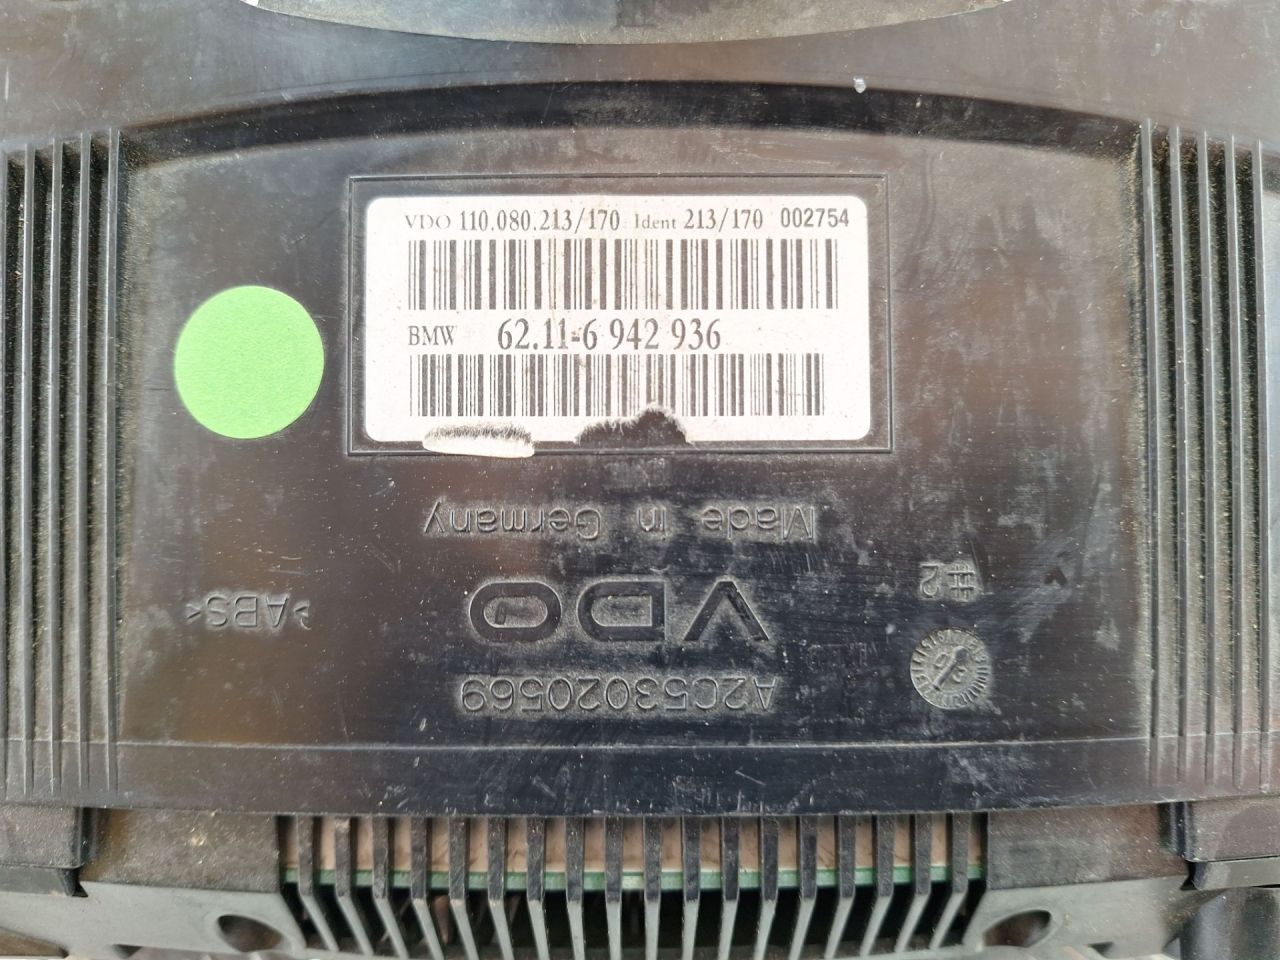 VDO 110.080.213/170 Ident 213/170 002754
BMW 62.11-6 942 936
Made in Germany
#2
VDO
>ABS<
A2C53020569